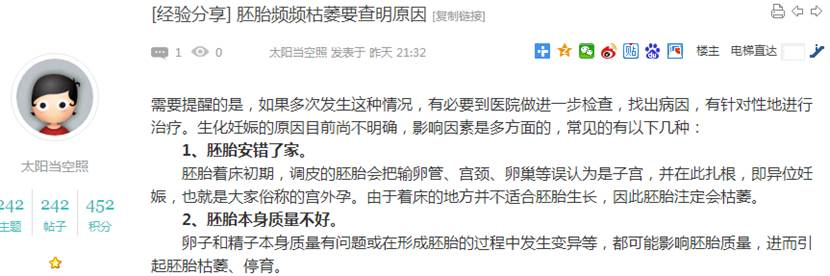 [经验分享] 胚胎频频枯萎要查明原因 [复制链接]
1 0 太阳当空照 发表于 昨天 21:32 楼主 电梯直达
需要提醒的是，如果多次发生这种情况，有必要到医院做进一步检查，找出病因，有针对性地进行
治疗。生化妊娠的原因目前尚不明确，影响因素是多方面的，常见的有以下几种：
1、胚胎安错了家。
胚胎着床初期，调皮的胚胎会把输卵管、宫颈、卵巢等误认为是子宫，并在此扎根，即异位妊
娠，也就是大家俗称的宫外孕。由于着床的地方并不适合胚胎生长，因此胚胎注定会枯萎。
2、胚胎本身质量不好。
卵子和精子本身质量有问题或在形成胚胎的过程中发生变异等，都可能影响胚胎质量，进而引
起胚胎枯萎、停育。
太阳当空照
242 242 452
主题 帖子 积分